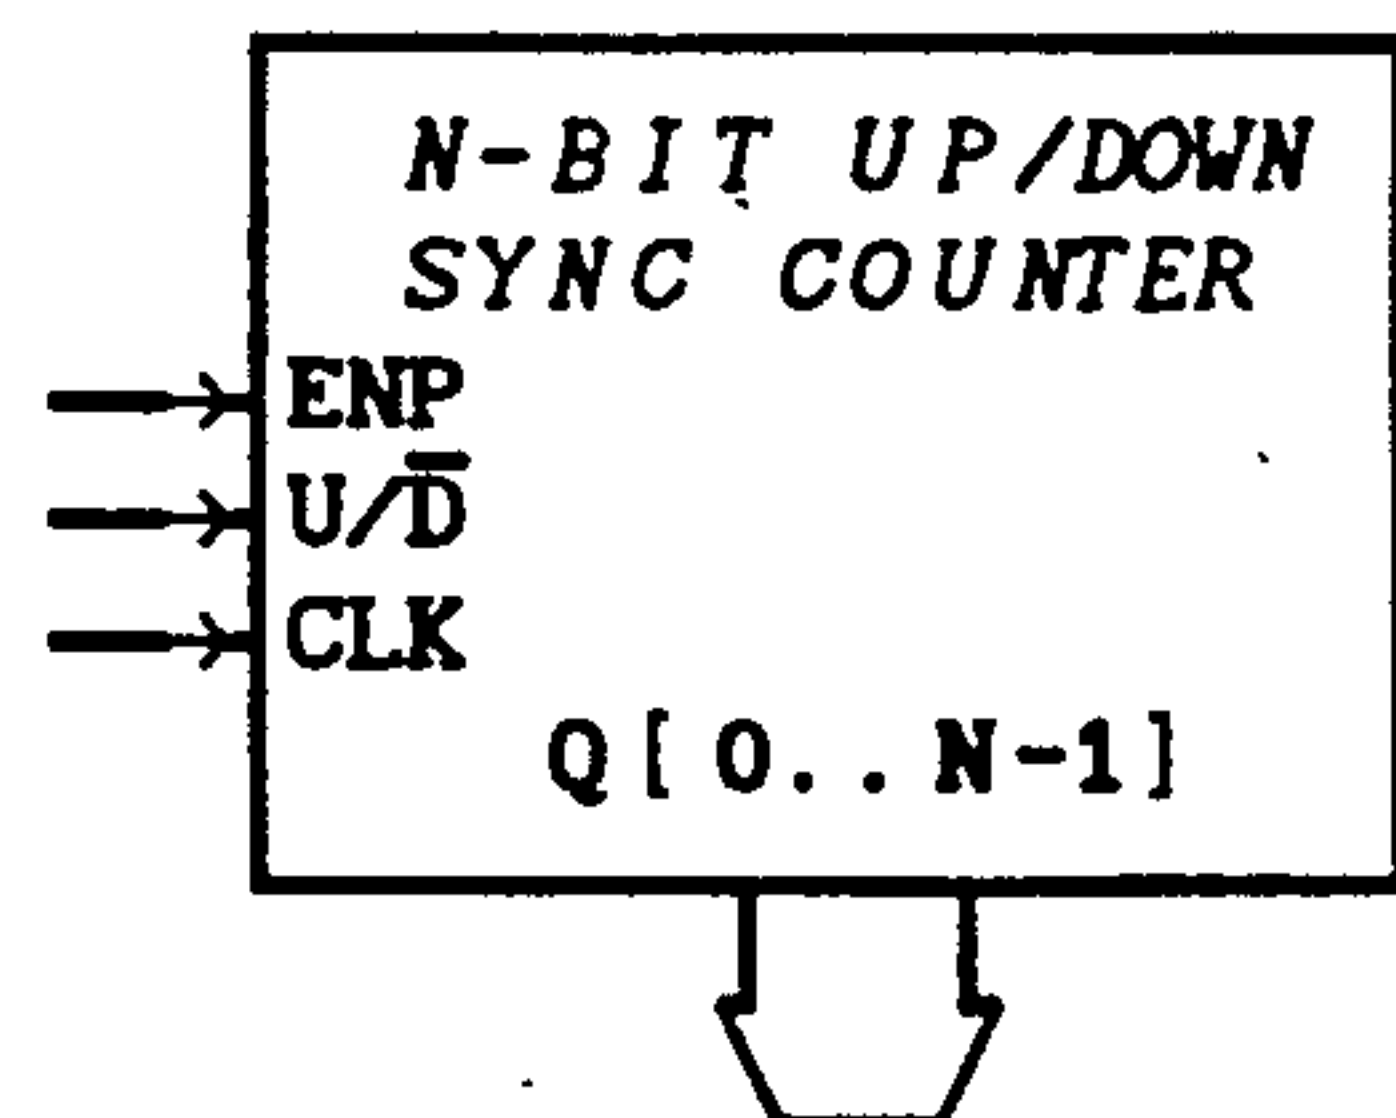 N-BIT UP/DOWN
SYNC COUNTER
ENP
U/D̅
CLK
Q[0..N-1]